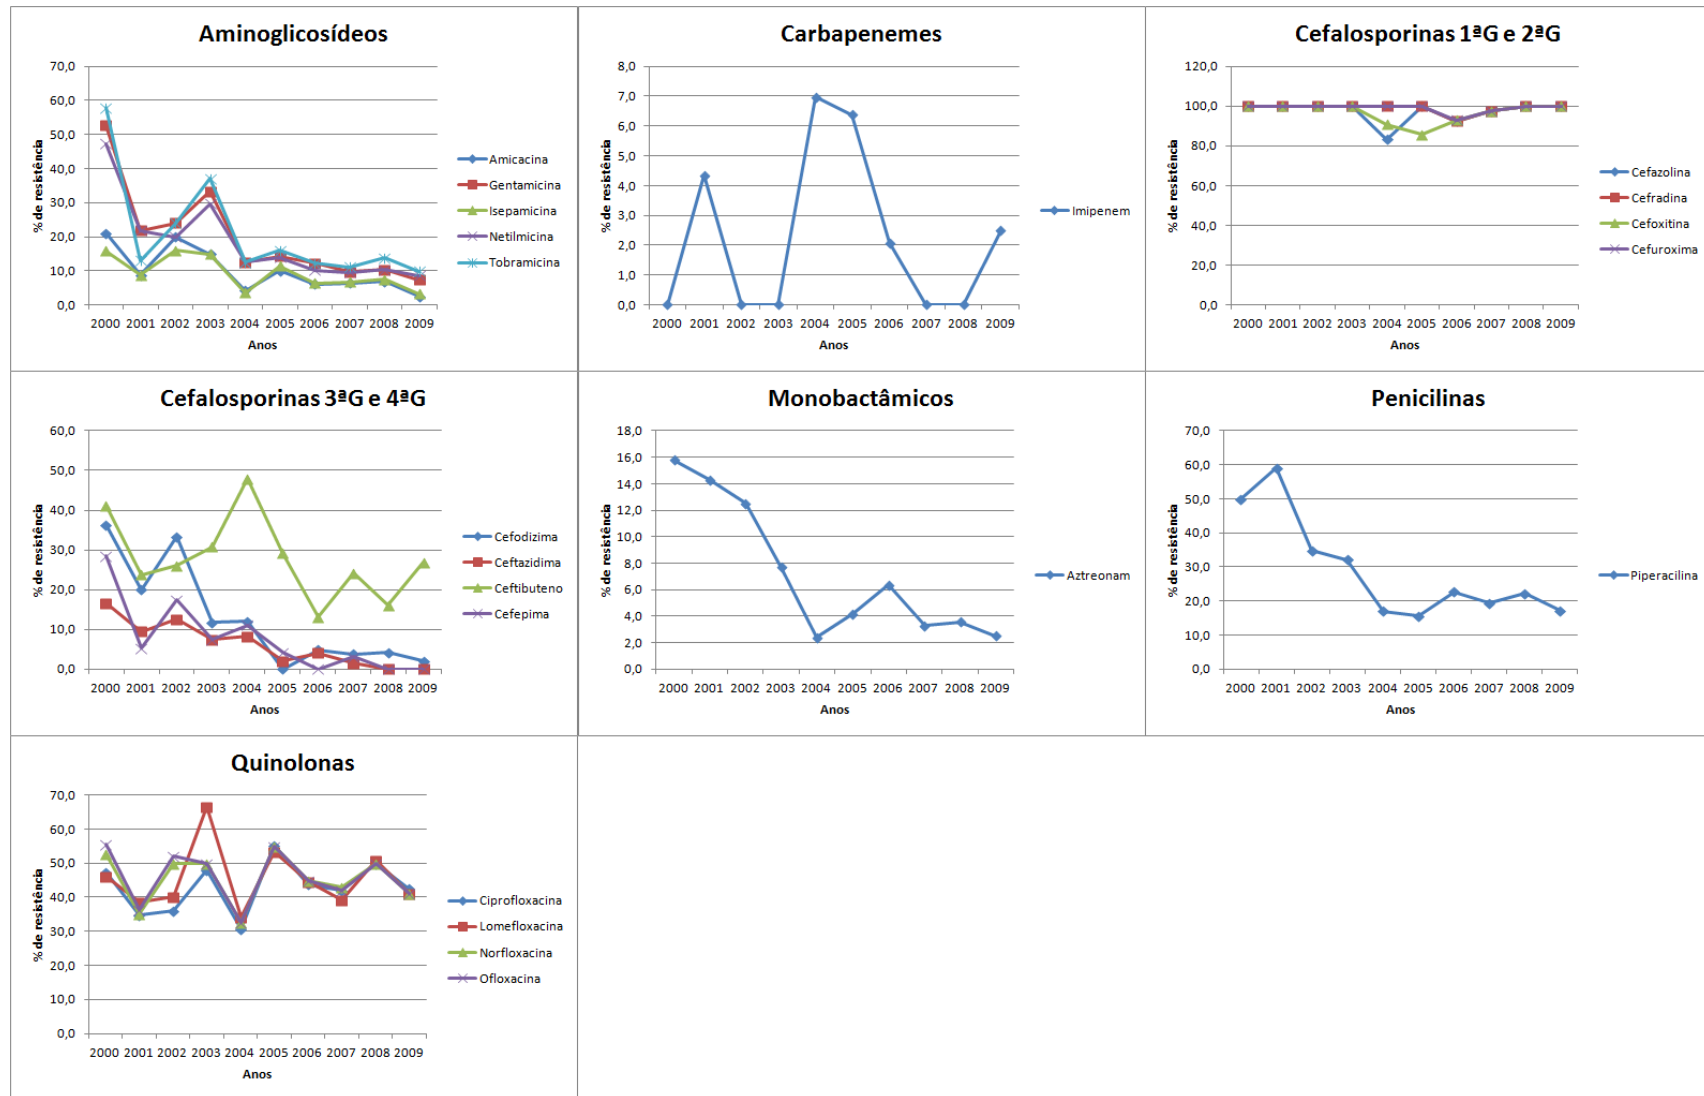 Aminoglicosídeos
70,0
60,0
50,0
40,0
30,0
20,0
10,0
0,0
% de resistência
2000 2001 2002 2003 2004 2005 2006 2007 2008 2009
Anos
Amicacina
Gentamicina
Isepamicina
Netilmicina
Tobramicina
Carbapenemes
8,0
7,0
6,0
5,0
4,0
3,0
2,0
1,0
0,0
% de resistência
2000 2001 2002 2003 2004 2005 2006 2007 2008 2009
Anos
Imipenem
Cefalosporinas 1ªG e 2ªG
120,0
100,0
80,0
60,0
40,0
20,0
0,0
% de resistência
2000 2001 2002 2003 2004 2005 2006 2007 2008 2009
Anos
Cefazolina
Cefradina
Cefoxitina
Cefuroxima
Cefalosporinas 3ªG e 4ªG
60,0
50,0
40,0
30,0
20,0
10,0
0,0
% de resistência
2000 2001 2002 2003 2004 2005 2006 2007 2008 2009
Anos
Cefodizima
Ceftazidima
Ceftibuteno
Cefepima
Monobactâmicos
18,0
16,0
14,0
12,0
10,0
8,0
6,0
4,0
2,0
0,0
% de resistência
2000 2001 2002 2003 2004 2005 2006 2007 2008 2009
Anos
Aztreonam
Penicilinas
70,0
60,0
50,0
40,0
30,0
20,0
10,0
0,0
% de resistência
2000 2001 2002 2003 2004 2005 2006 2007 2008 2009
Anos
Piperacilina
Quinolonas
70,0
60,0
50,0
40,0
30,0
20,0
10,0
0,0
% de resistência
2000 2001 2002 2003 2004 2005 2006 2007 2008 2009
Anos
Ciprofloxacina
Lomefloxacina
Norfloxacina
Ofloxacina